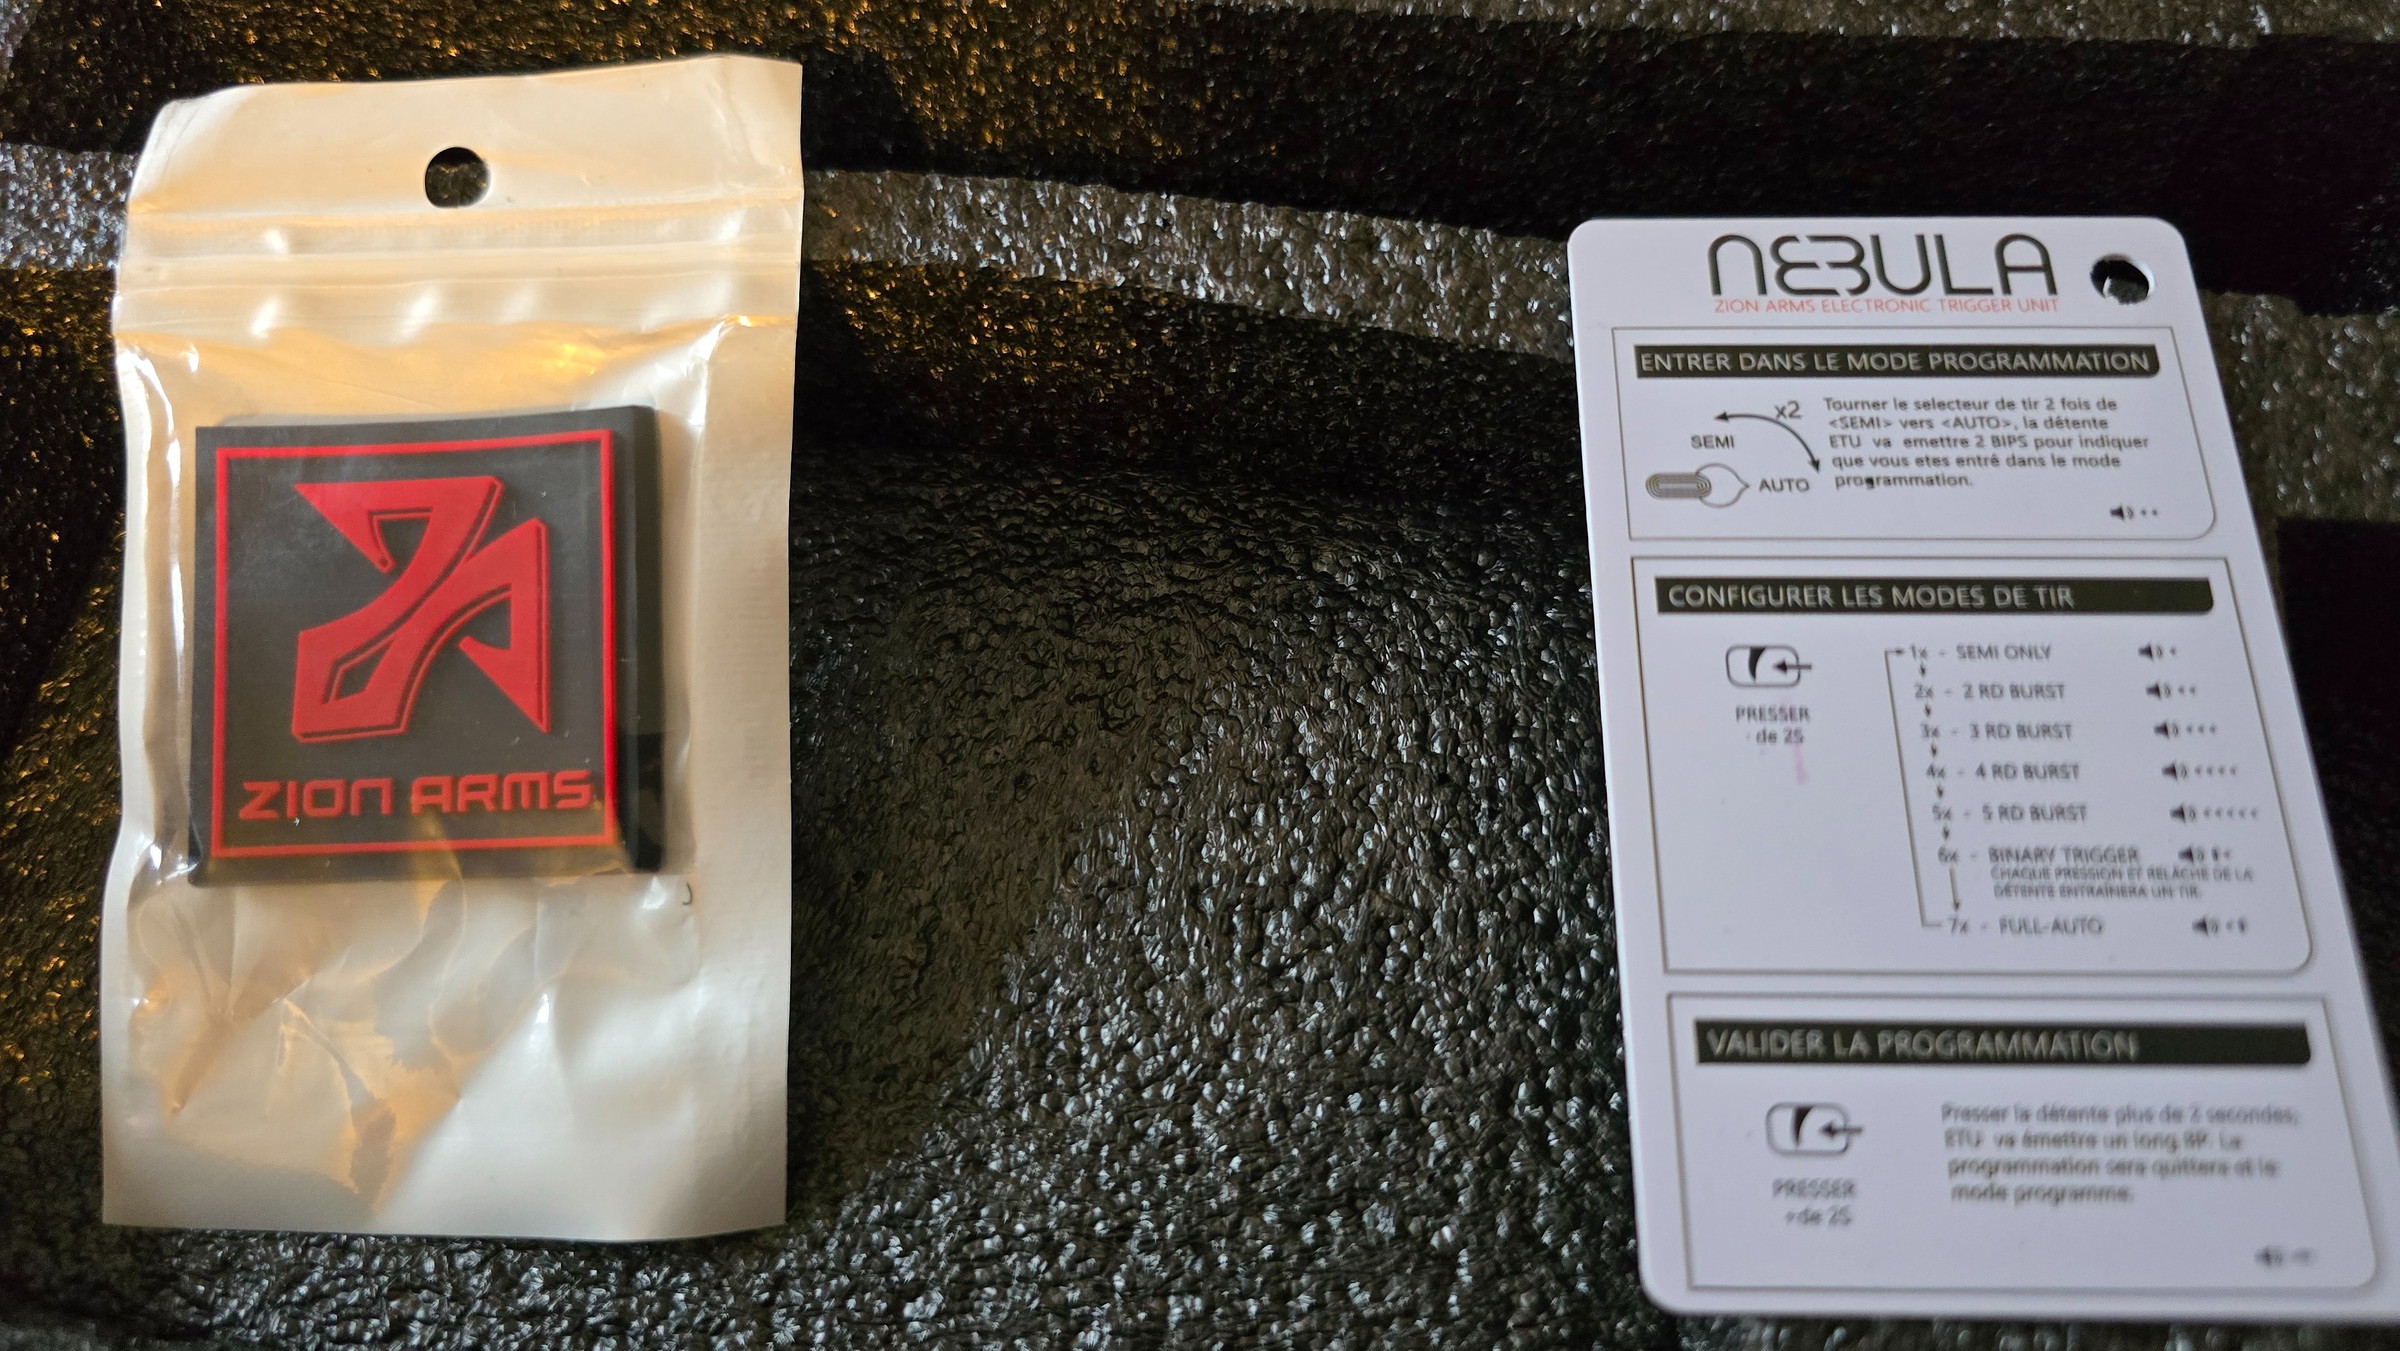 ZION ARMS
NEBULA
ZION ARMS ELECTRONIC TRIGGER UNIT
ENTRER DANS LE MODE PROGRAMMATION
x2
SEMI
AUTO
Tourner le selecteur de tir 2 fois de
<SEMI> vers <AUTO>, la détente
ETU va emettre 2 BIPS pour indiquer
que vous etes entré dans le mode
programmation.
CONFIGURER LES MODES DE TIR
PRESSER
- de 2S
1x - SEMI ONLY
2x - 2 RD BURST
3x - 3 RD BURST
4x - 4 RD BURST
5x - 5 RD BURST
6x - BINARY TRIGGER
CHAQUE PRESSION ET RELÂCHE DE LA
DÉTENTE ENTRAÎNERA UN TIR.
7x - FULL-AUTO
VALIDER LA PROGRAMMATION
PRESSER
+de 2S
Presser la détente plus de 2 secondes,
ETU va émettre un long BIP. La
programmation sera quittera et le
mode programme.